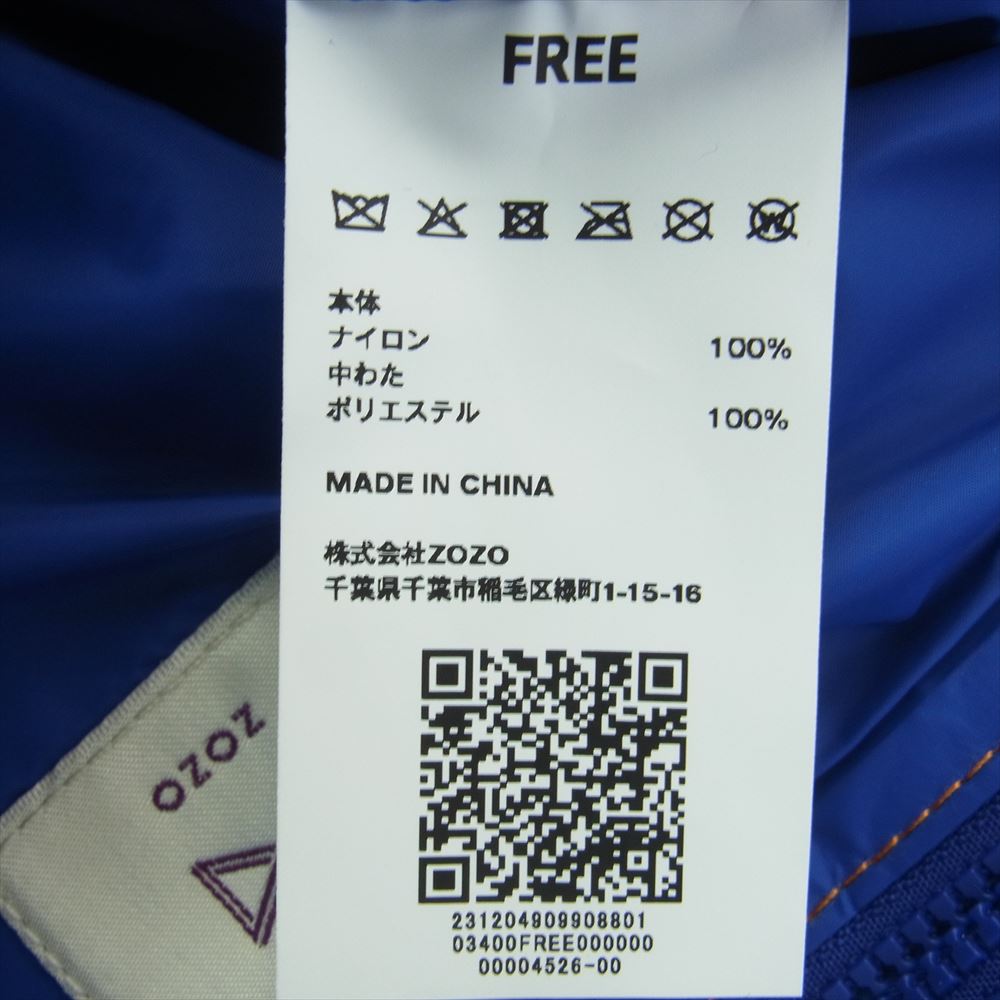 FREE
本体
ナイロン 100%
中わた
ポリエステル 100%
MADE IN CHINA
株式会社ZOZO
千葉県千葉市稲毛区緑町1-15-16
ZOZO
231204909908801
03400FREE000000
00004526-00